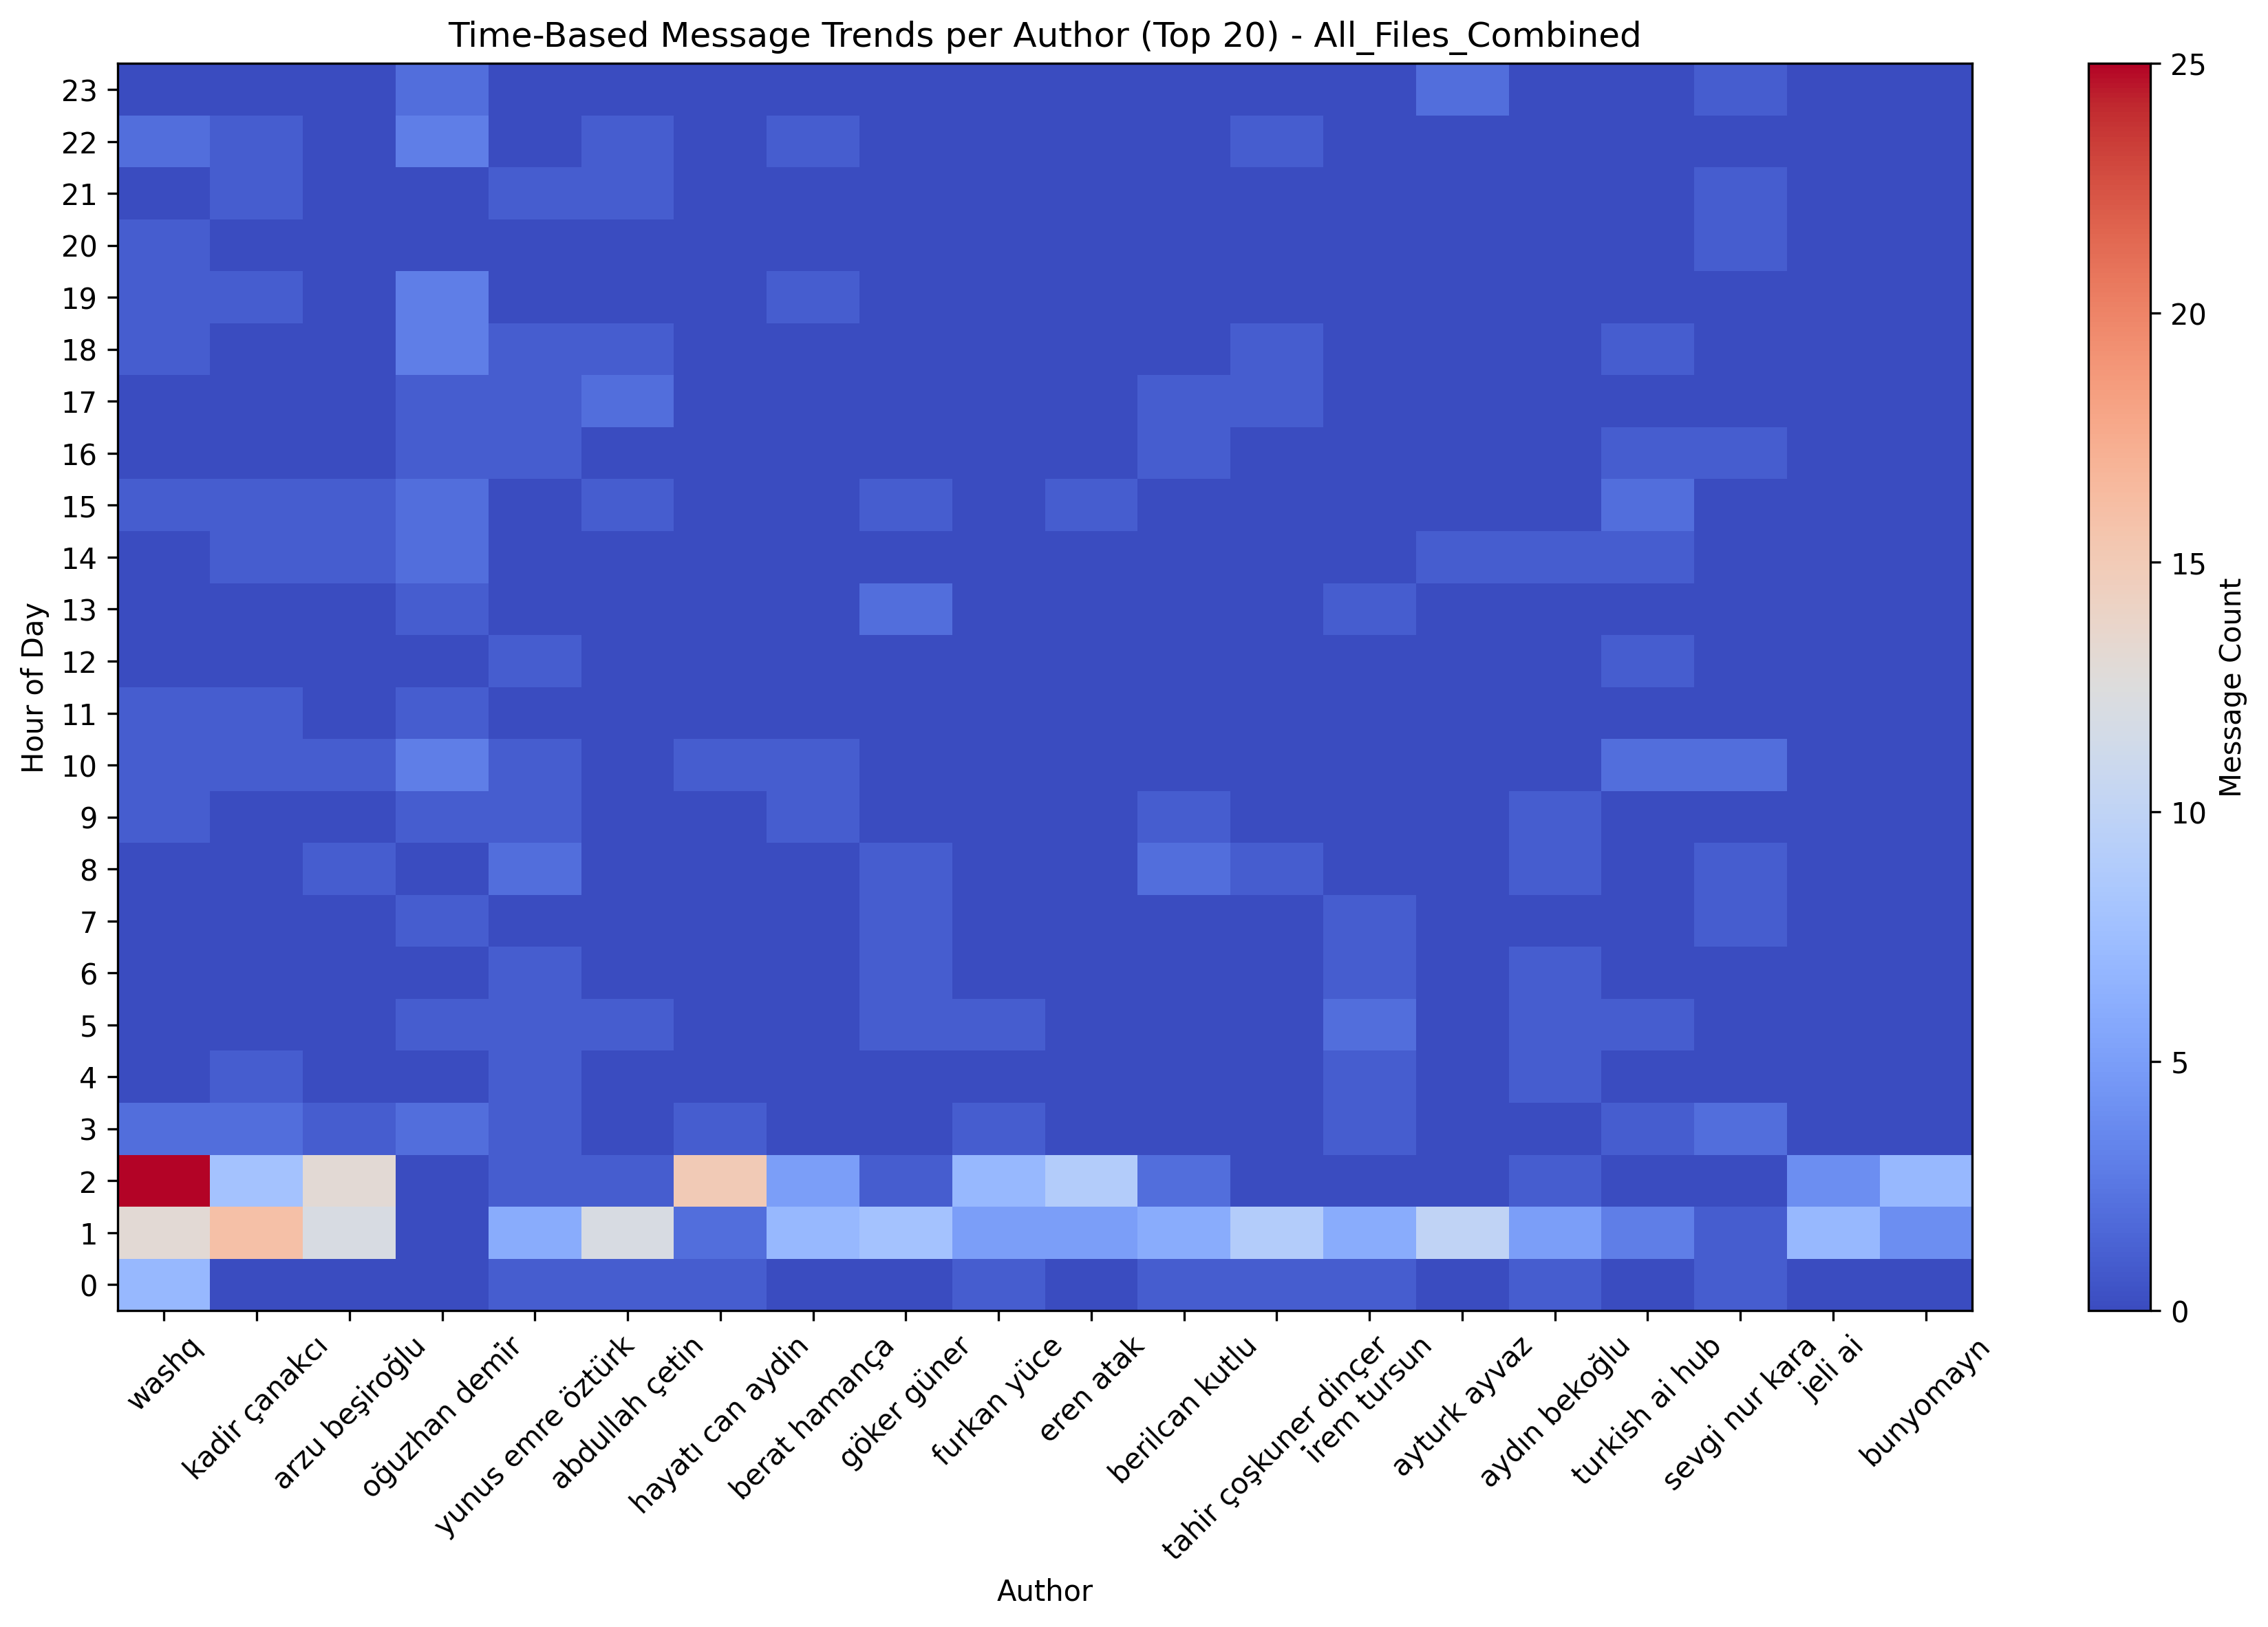 Time-Based Message Trends per Author (Top 20) - All_Files_Combined
23
22
21
20
19
18
17
16
15
14
13
12
11
10
9
8
7
6
5
4
3
2
1
0
Hour of Day
washq
kadir çanakcı
arzu beşiroğlu
oğuzhan demi̇r
yunus emre öztürk
abdullah çetin
hayatı can aydin
berat hamança
göker güner
furkan yüce
eren atak
berilcan kutlu
tahir çoşkuner dinçer
irem tursun
ayturk ayvaz
aydın bekoğlu
turkish ai hub
sevgi nur kara
jeli ai
bunyomayn
Author
25
20
15
10
5
0
Message Count